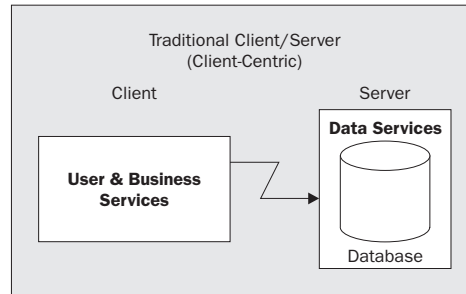 Traditional Client/Server
(Client-Centric)
Client
Server
User & Business
Services
Data Services
Database